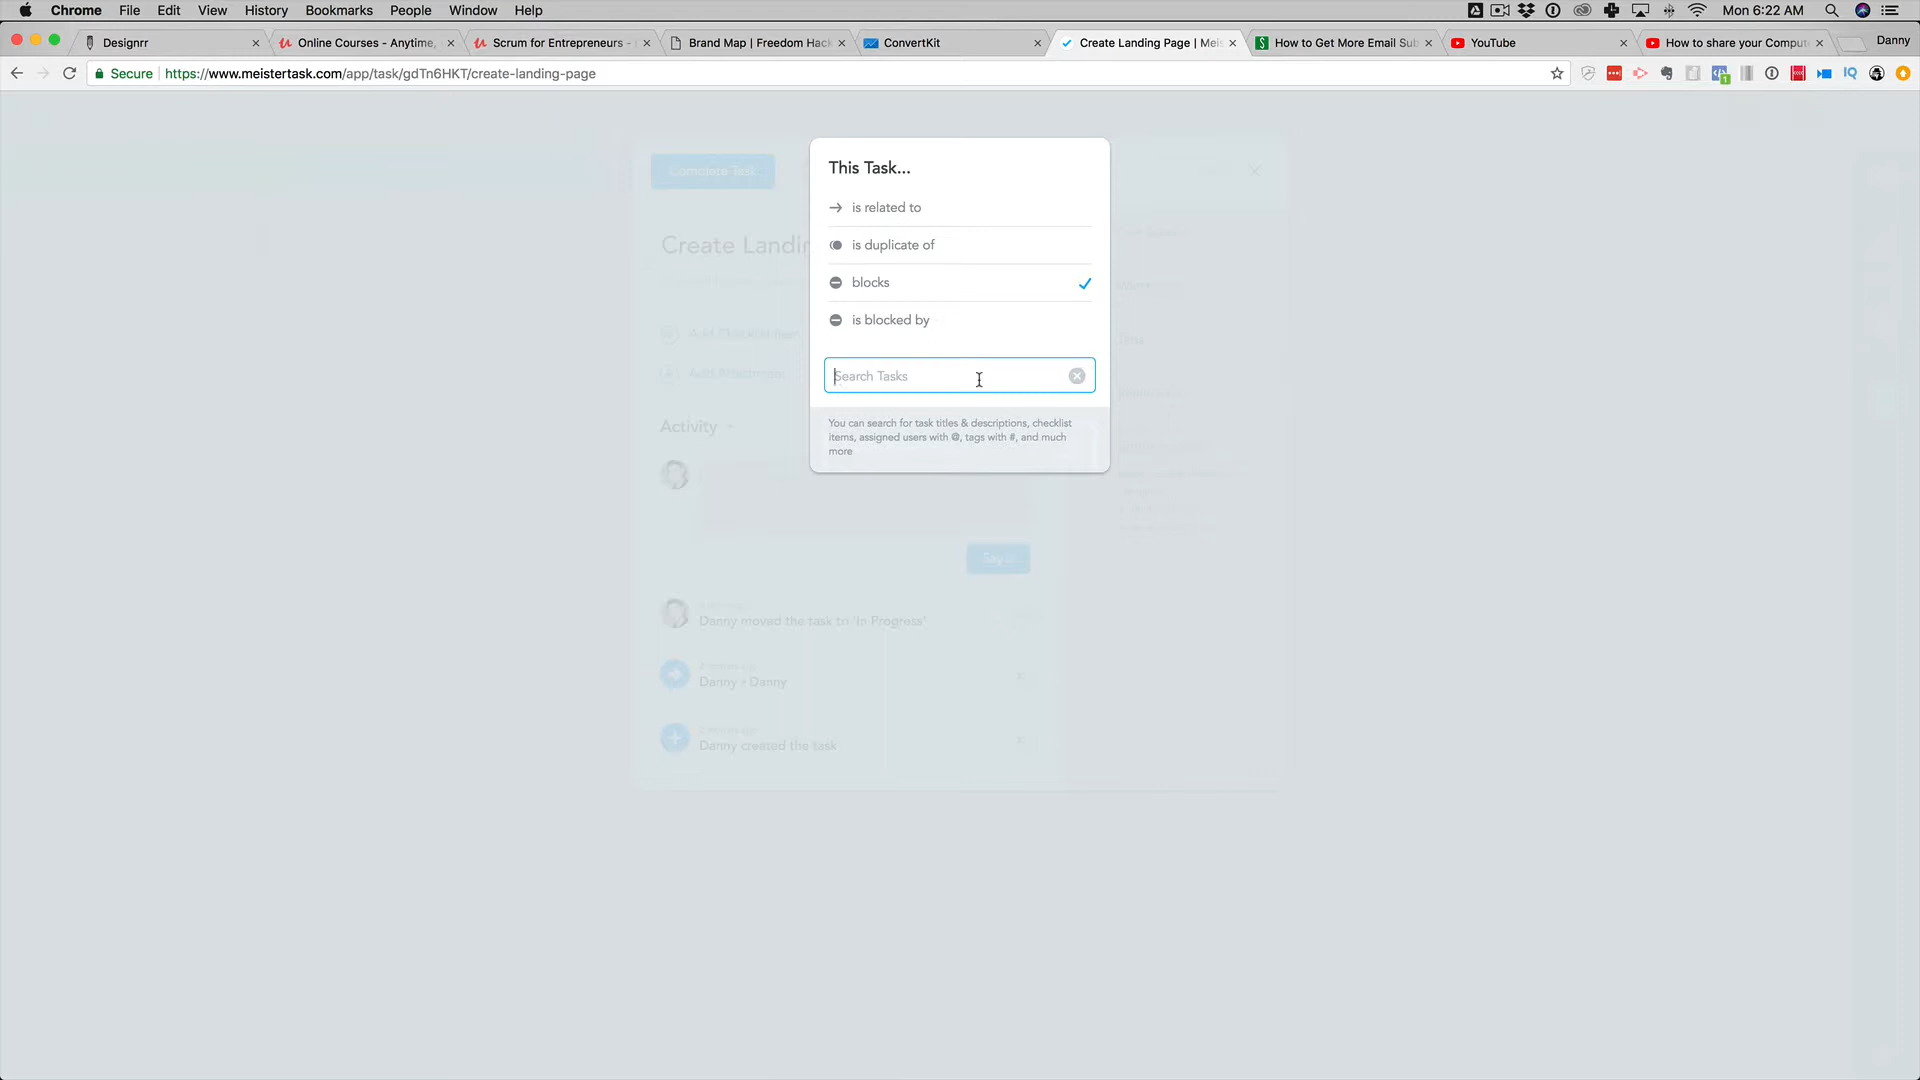 Chrome File Edit View History Bookmarks People Window Help Mon 6:22 AM
Designrr Online Courses - Anytime, Scrum for Entrepreneurs - Brand Map | Freedom Hack ConvertKit Create Landing Page | Meis How to Get More Email Sub YouTube How to share your Comput Danny
Secure https://www.meistertask.com/app/task/gdTn6HKT/create-landing-page
This Task...
Complete Task
is related to
Create Landi
is duplicate of
blocks
is blocked by
Add Checklist Item
Search Tasks
Add Attachment
You can search for task titles & descriptions, checklist
items, assigned users with @, tags with #, and much
more
Activity
Say
Danny moved the task to 'In Progress'
Danny • Danny
Danny created the task